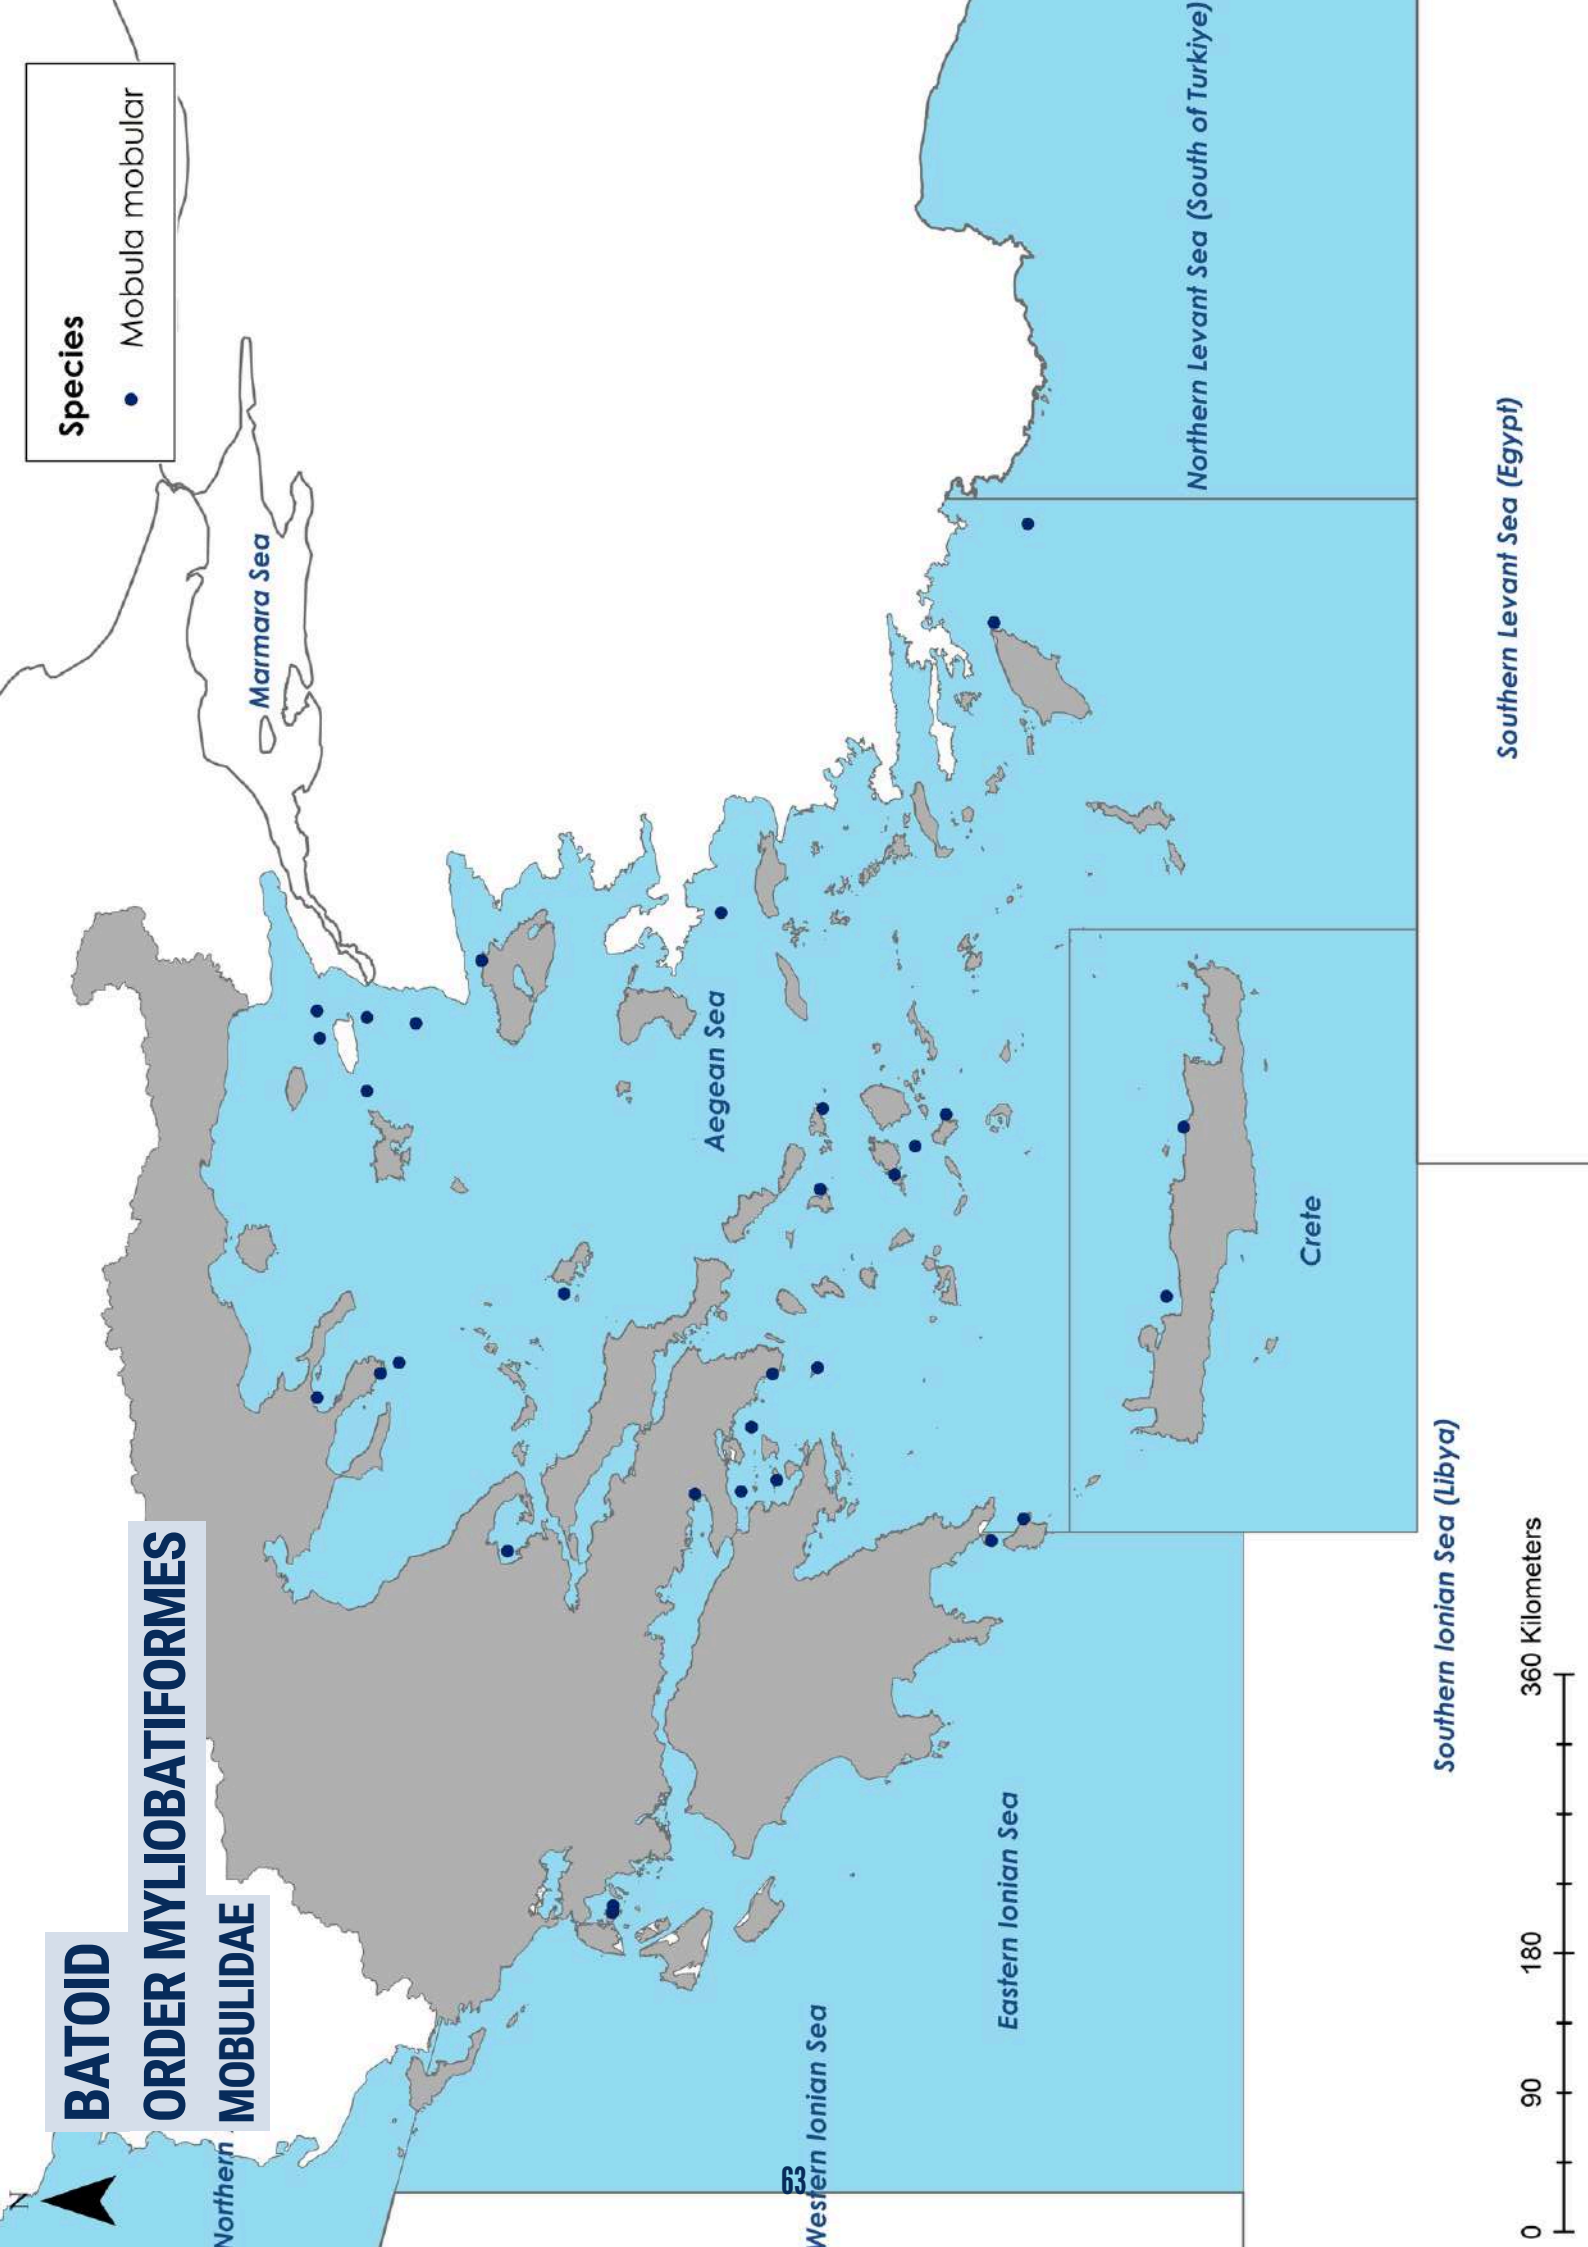 BATOID
ORDER MYLIOBATIFORMES
MOBULIDAE
N
Species
Mobula mobular
Northern
Marmara Sea
Aegean Sea
Western Ionian Sea
Eastern Ionian Sea
Crete
Northern Levant Sea (South of Turkiye)
Southern Ionian Sea (Libya)
Southern Levant Sea (Egypt)
0 90 180 360 Kilometers
63